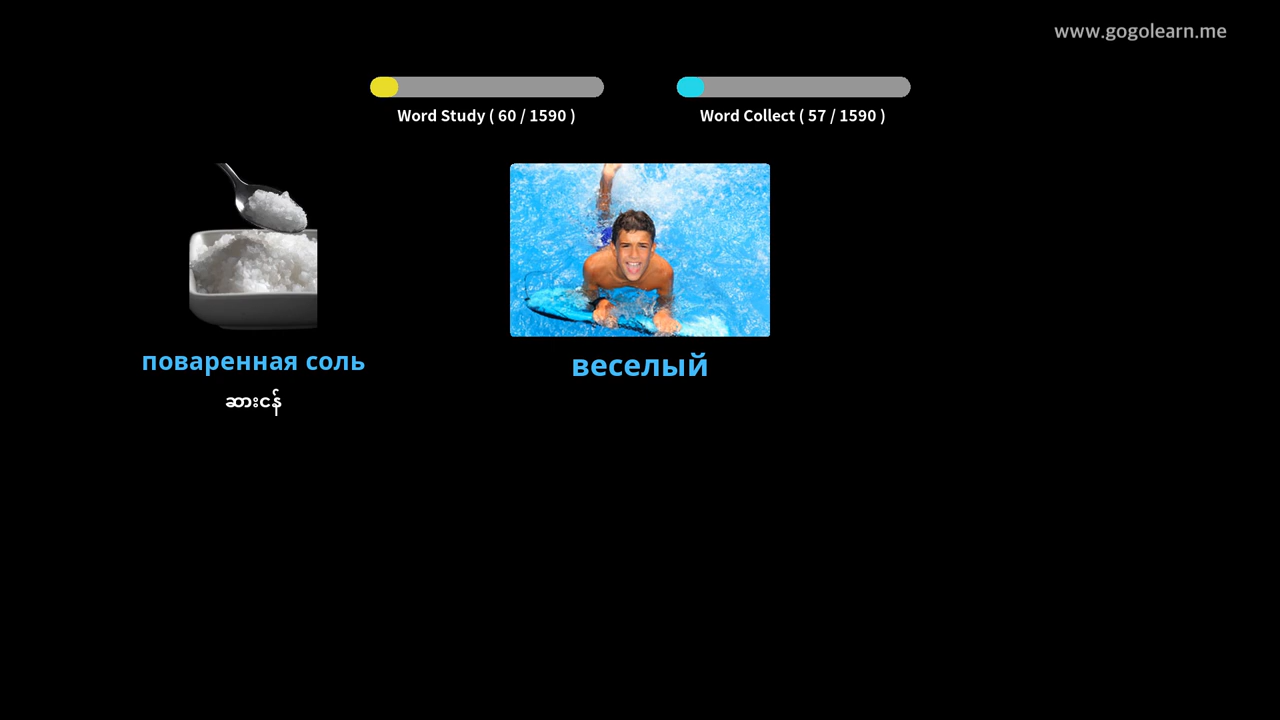 www.gogolearn.me
Word Study ( 60 / 1590 )
Word Collect ( 57 / 1590 )
поваренная соль
ဆားငန်
веселый